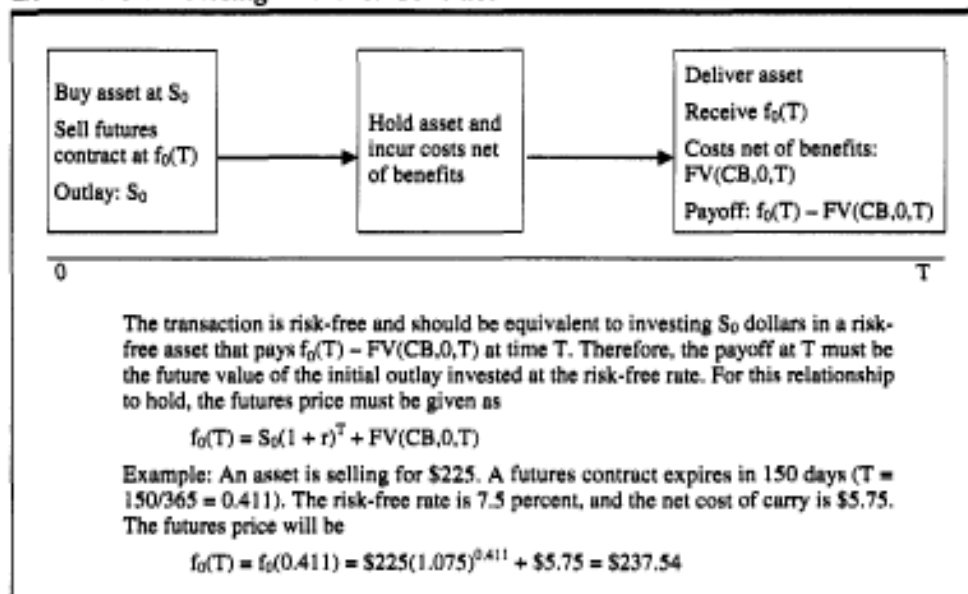 Buy asset at S₀
Sell futures
contract at f₀(T)
Outlay: S₀
Hold asset and
incur costs net
of benefits
Deliver asset
Receive f₀(T)
Costs net of benefits:
FV(CB,0,T)
Payoff: f₀(T) – FV(CB,0,T)
0
T
The transaction is risk-free and should be equivalent to investing S₀ dollars in a risk-
free asset that pays f₀(T) – FV(CB,0,T) at time T. Therefore, the payoff at T must be
the future value of the initial outlay invested at the risk-free rate. For this relationship
to hold, the futures price must be given as
f₀(T) = S₀(1 + r)ᵀ + FV(CB,0,T)
Example: An asset is selling for $225. A futures contract expires in 150 days (T =
150/365 = 0.411). The risk-free rate is 7.5 percent, and the net cost of carry is $5.75.
The futures price will be
f₀(T) = f₀(0.411) = $225(1.075)^0.411 + $5.75 = $237.54